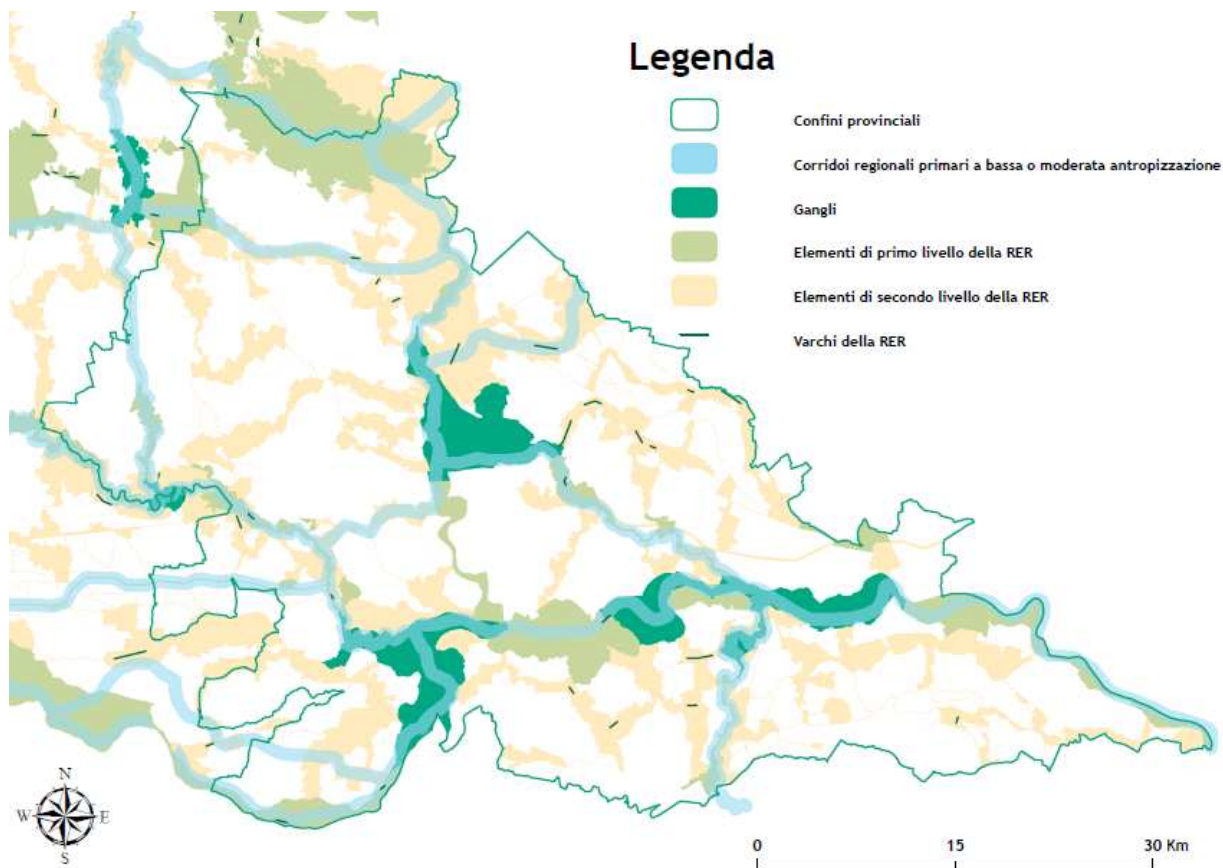 Legenda
Confini provinciali
Corridoi regionali primari a bassa o moderata antropizzazione
Gangli
Elementi di primo livello della RER
Elementi di secondo livello della RER
Varchi della RER
N
W E
S
0 15 30 Km